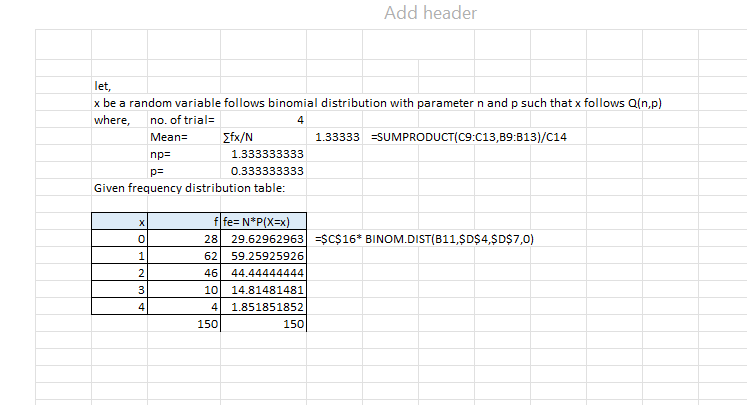 Add header
let,
x be a random variable follows binomial distribution with parameter n and p such that x follows Q(n,p)
where, no. of trial= 4
Mean= ∑fx/N 1.33333 =SUMPRODUCT(C9:C13,B9:B13)/C14
np= 1.333333333
p= 0.333333333
Given frequency distribution table:
x f fe= N*P(X=x)
0 28 29.62962963 =$C$16* BINOM.DIST(B11,$D$4,$D$7,0)
1 62 59.25925926
2 46 44.44444444
3 10 14.81481481
4 4 1.851851852
150 150